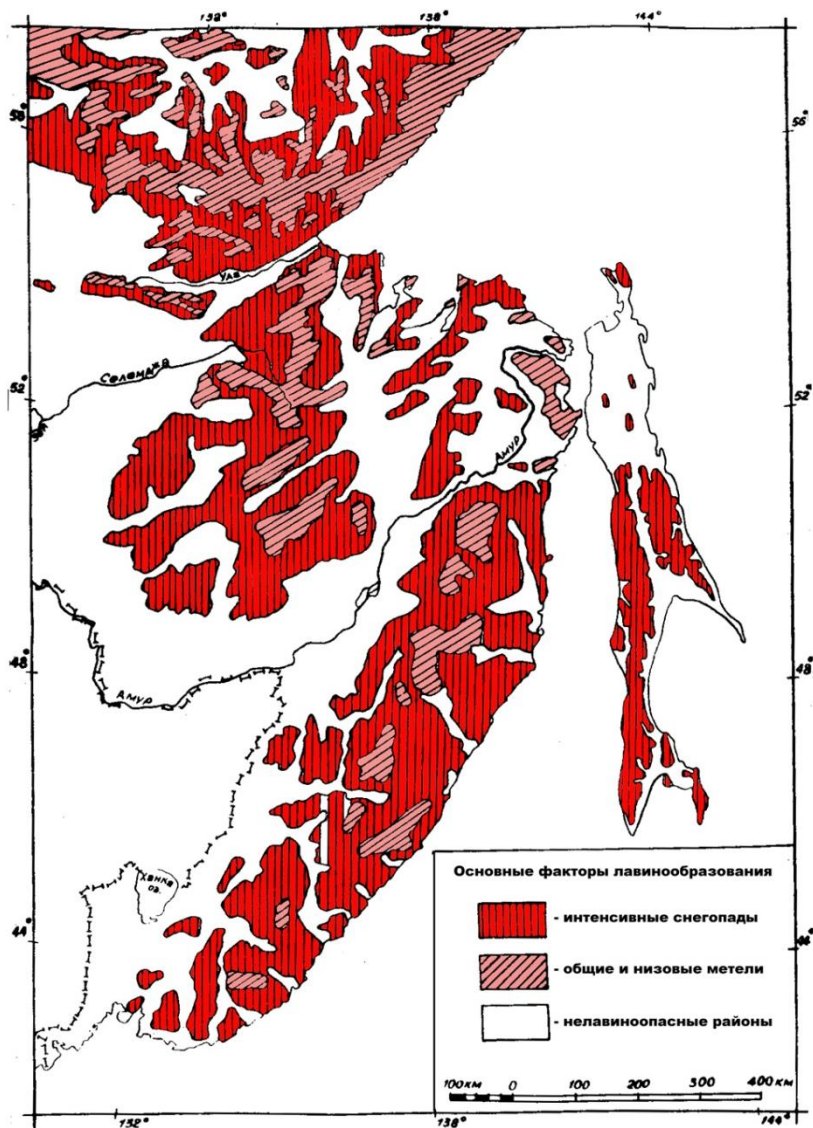 132° 138° 144°
56° 56°
Уда
Селемджа
52° 52°
Амур
48° 48°
Амур
Ханка
оз.
44° 44°
Основные факторы лавинообразования
- интенсивные снегопады
- общие и низовые метели
- нелавиноопасные районы
100 КМ 0 100 200 300 400 КМ
132° 138° 144°